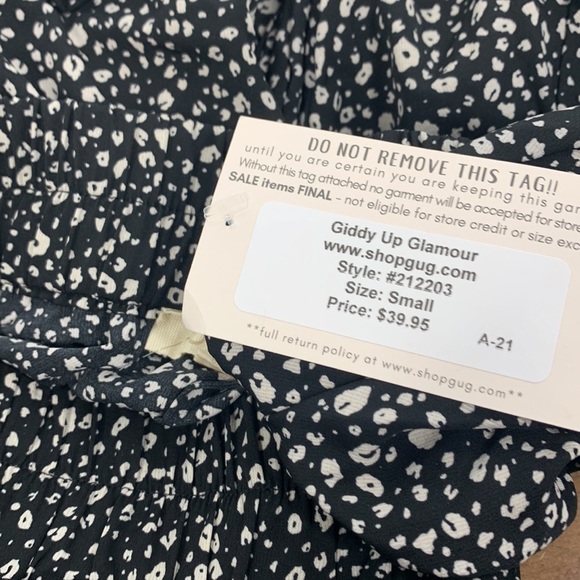 DO NOT REMOVE THIS TAG!!
until you are certain you are keeping this
Without this tag attached no garment will be accepted for store
SALE items FINAL - not eligible for store credit or size
Giddy Up Glamour
www.shopgug.com
Style: #212203
Size: Small
Price: $39.95
A-21
**full return policy at www.shopgug.com**